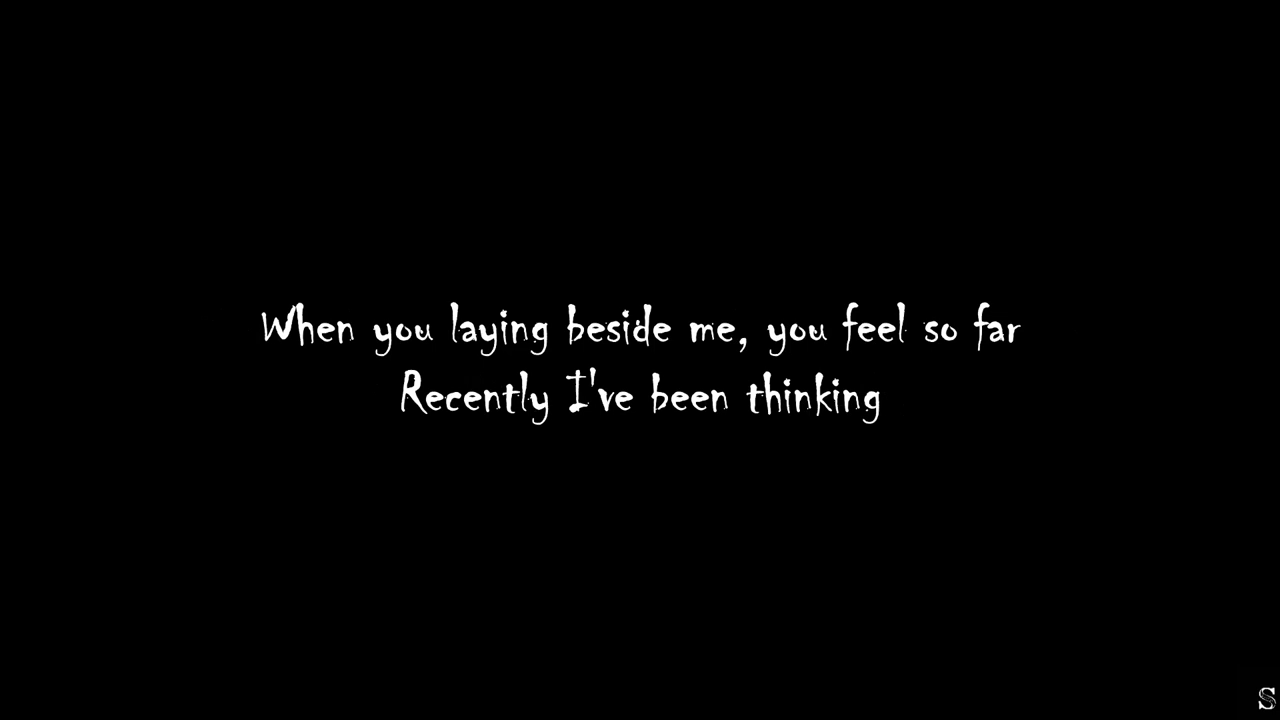 When you laying beside me, you feel so far
Recently I've been thinking
S